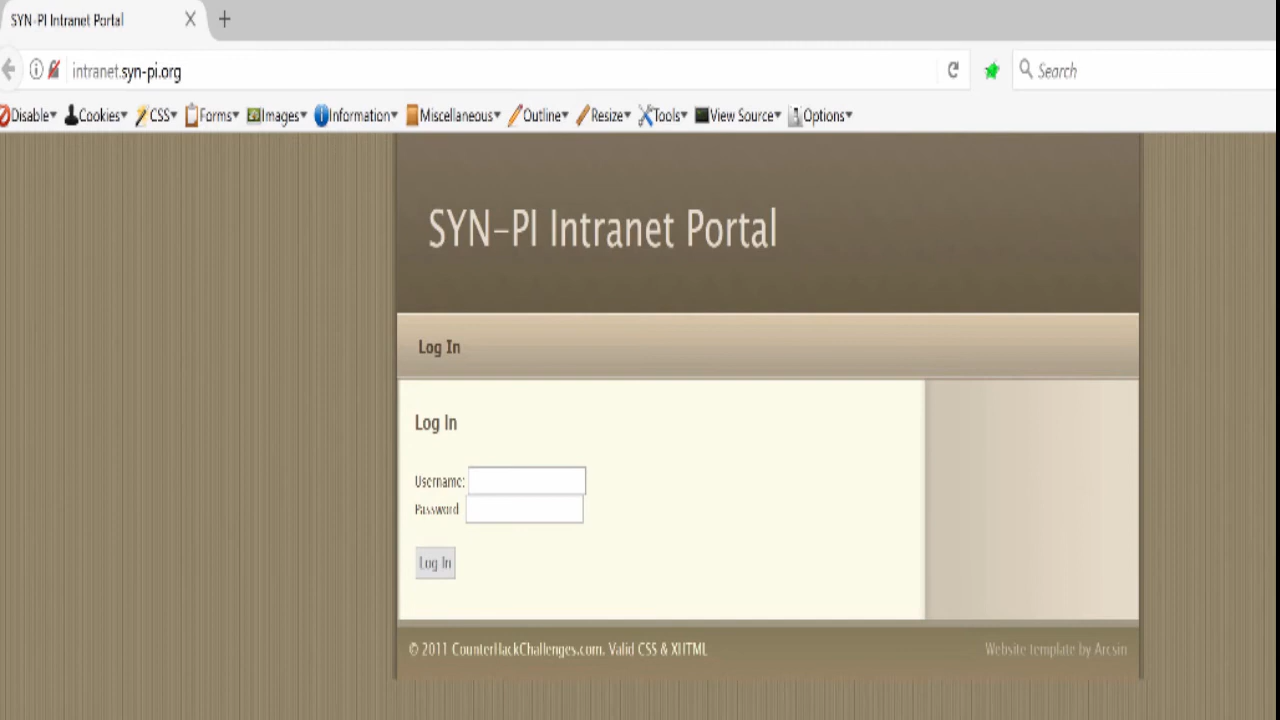 SYN-PI Intranet Portal
intranet.syn-pi.org
Search
Disable Cookies CSS Forms Images Information Miscellaneous Outline Resize Tools View Source Options
SYN-PI Intranet Portal
Log In
Log In
Username:
Password
Log In
© 2011 CounterHackChallenges.com. Valid CSS & XHTML
Website template by Arcsin